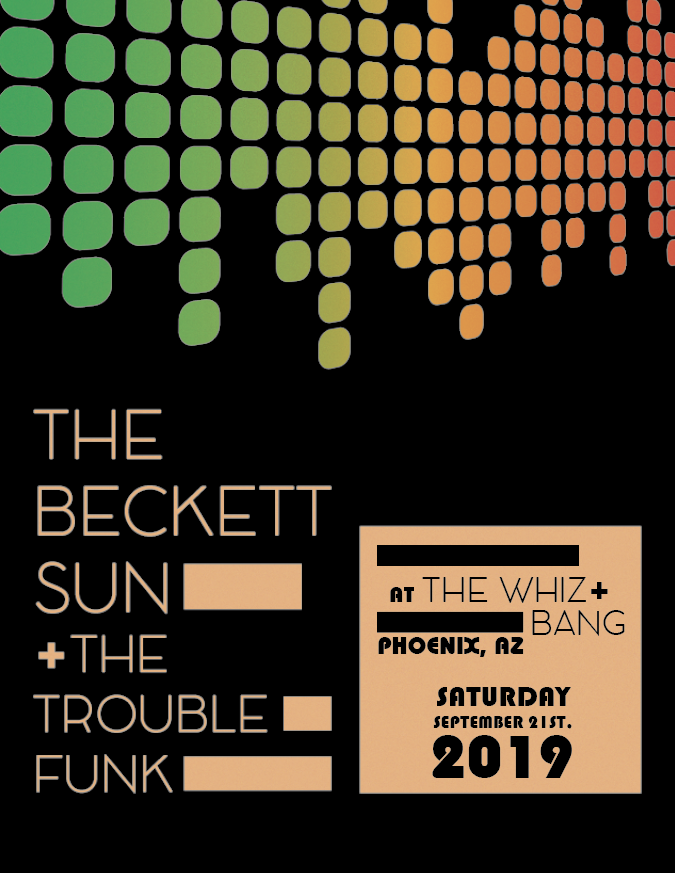 THE
BECKETT
SUN
+THE
TROUBLE
FUNK
AT THE WHIZ+
BANG
PHOENIX, AZ
SATURDAY
SEPTEMBER 21ST.
2019